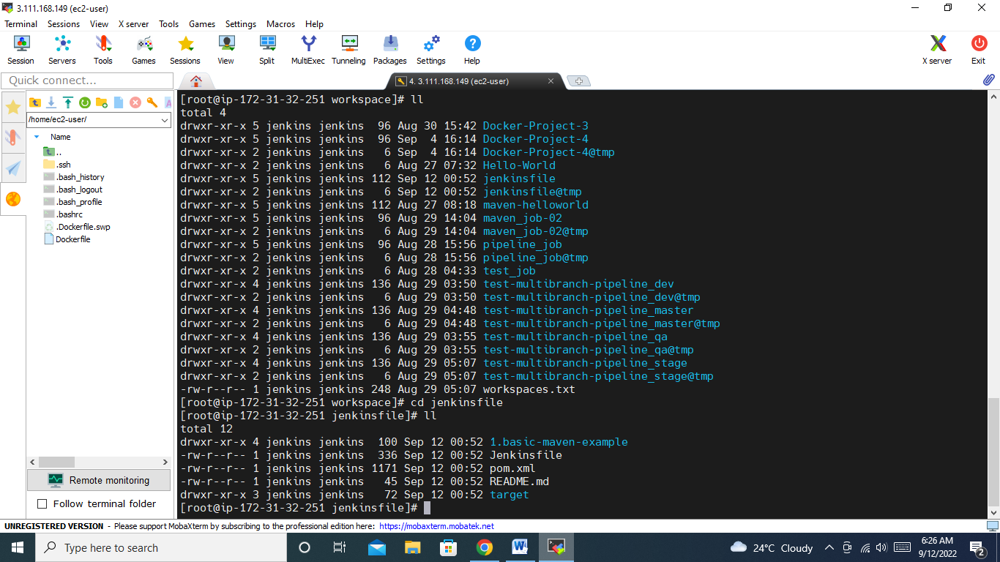 3.111.168.149 (ec2-user)
Terminal Sessions View X server Tools Games Settings Macros Help
Session Servers Tools Games Sessions View Split MultiExec Tunneling Packages Settings Help X server Exit
Quick connect...
4. 3.111.168.149 (ec2-user)
/home/ec2-user/
Name
..
.ssh
.bash_history
.bash_logout
.bash_profile
.bashrc
.Dockerfile.swp
Dockerfile
Remote monitoring
Follow terminal folder
[root@ip-172-31-32-251 workspace]# ll
total 4
drwxr-xr-x 5 jenkins jenkins  96 Aug 30 15:42 Docker-Project-3
drwxr-xr-x 5 jenkins jenkins  96 Sep  4 16:14 Docker-Project-4
drwxr-xr-x 2 jenkins jenkins   6 Sep  4 16:14 Docker-Project-4@tmp
drwxr-xr-x 2 jenkins jenkins   6 Aug 27 07:32 Hello-World
drwxr-xr-x 5 jenkins jenkins 112 Sep 12 00:52 jenkinsfile
drwxr-xr-x 2 jenkins jenkins   6 Sep 12 00:52 jenkinsfile@tmp
drwxr-xr-x 5 jenkins jenkins 112 Aug 27 08:18 maven-helloworld
drwxr-xr-x 5 jenkins jenkins  96 Aug 29 14:04 maven_job-02
drwxr-xr-x 2 jenkins jenkins   6 Aug 29 14:04 maven_job-02@tmp
drwxr-xr-x 5 jenkins jenkins  96 Aug 28 15:56 pipeline_job
drwxr-xr-x 2 jenkins jenkins   6 Aug 28 15:56 pipeline_job@tmp
drwxr-xr-x 2 jenkins jenkins   6 Aug 28 04:33 test_job
drwxr-xr-x 4 jenkins jenkins 136 Aug 29 03:50 test-multibranch-pipeline_dev
drwxr-xr-x 2 jenkins jenkins   6 Aug 29 03:50 test-multibranch-pipeline_dev@tmp
drwxr-xr-x 4 jenkins jenkins 136 Aug 29 04:48 test-multibranch-pipeline_master
drwxr-xr-x 2 jenkins jenkins   6 Aug 29 04:48 test-multibranch-pipeline_master@tmp
drwxr-xr-x 4 jenkins jenkins 136 Aug 29 03:55 test-multibranch-pipeline_qa
drwxr-xr-x 2 jenkins jenkins   6 Aug 29 03:55 test-multibranch-pipeline_qa@tmp
drwxr-xr-x 4 jenkins jenkins 136 Aug 29 05:07 test-multibranch-pipeline_stage
drwxr-xr-x 2 jenkins jenkins   6 Aug 29 05:07 test-multibranch-pipeline_stage@tmp
-rw-r--r-- 1 jenkins jenkins 248 Aug 29 05:07 workspaces.txt
[root@ip-172-31-32-251 workspace]# cd jenkinsfile
[root@ip-172-31-32-251 jenkinsfile]# ll
total 12
drwxr-xr-x 4 jenkins jenkins  100 Sep 12 00:52 1.basic-maven-example
-rw-r--r-- 1 jenkins jenkins  336 Sep 12 00:52 Jenkinsfile
-rw-r--r-- 1 jenkins jenkins 1171 Sep 12 00:52 pom.xml
-rw-r--r-- 1 jenkins jenkins   45 Sep 12 00:52 README.md
drwxr-xr-x 3 jenkins jenkins   72 Sep 12 00:52 target
[root@ip-172-31-32-251 jenkinsfile]#
UNREGISTERED VERSION - Please support MobaXterm by subscribing to the professional edition here: https://mobaxterm.mobatek.net
Type here to search
24°C Cloudy
6:26 AM
9/12/2022
2